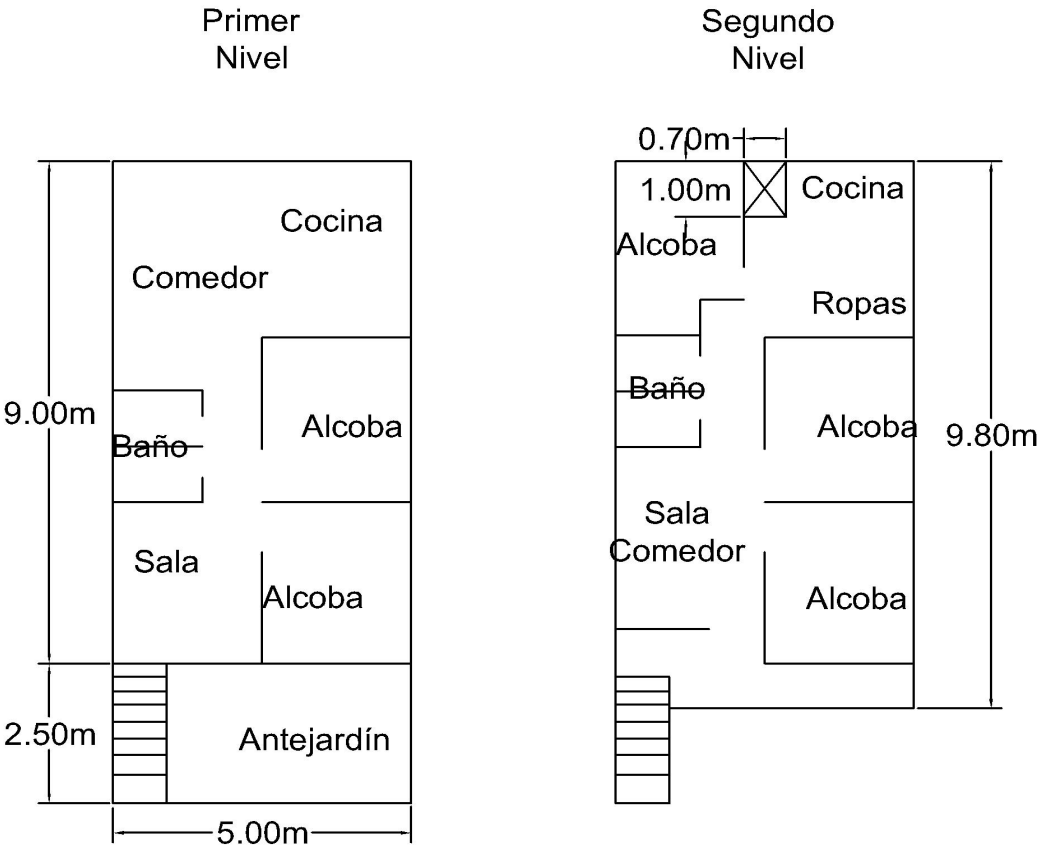 Primer
Nivel
Cocina
Comedor
9.00m
Alcoba
Baño
Sala
Alcoba
2.50m
Antejardín
5.00m
Segundo
Nivel
0.70m
1.00m
Cocina
Alcoba
Ropas
Baño
Alcoba
9.80m
Sala
Comedor
Alcoba